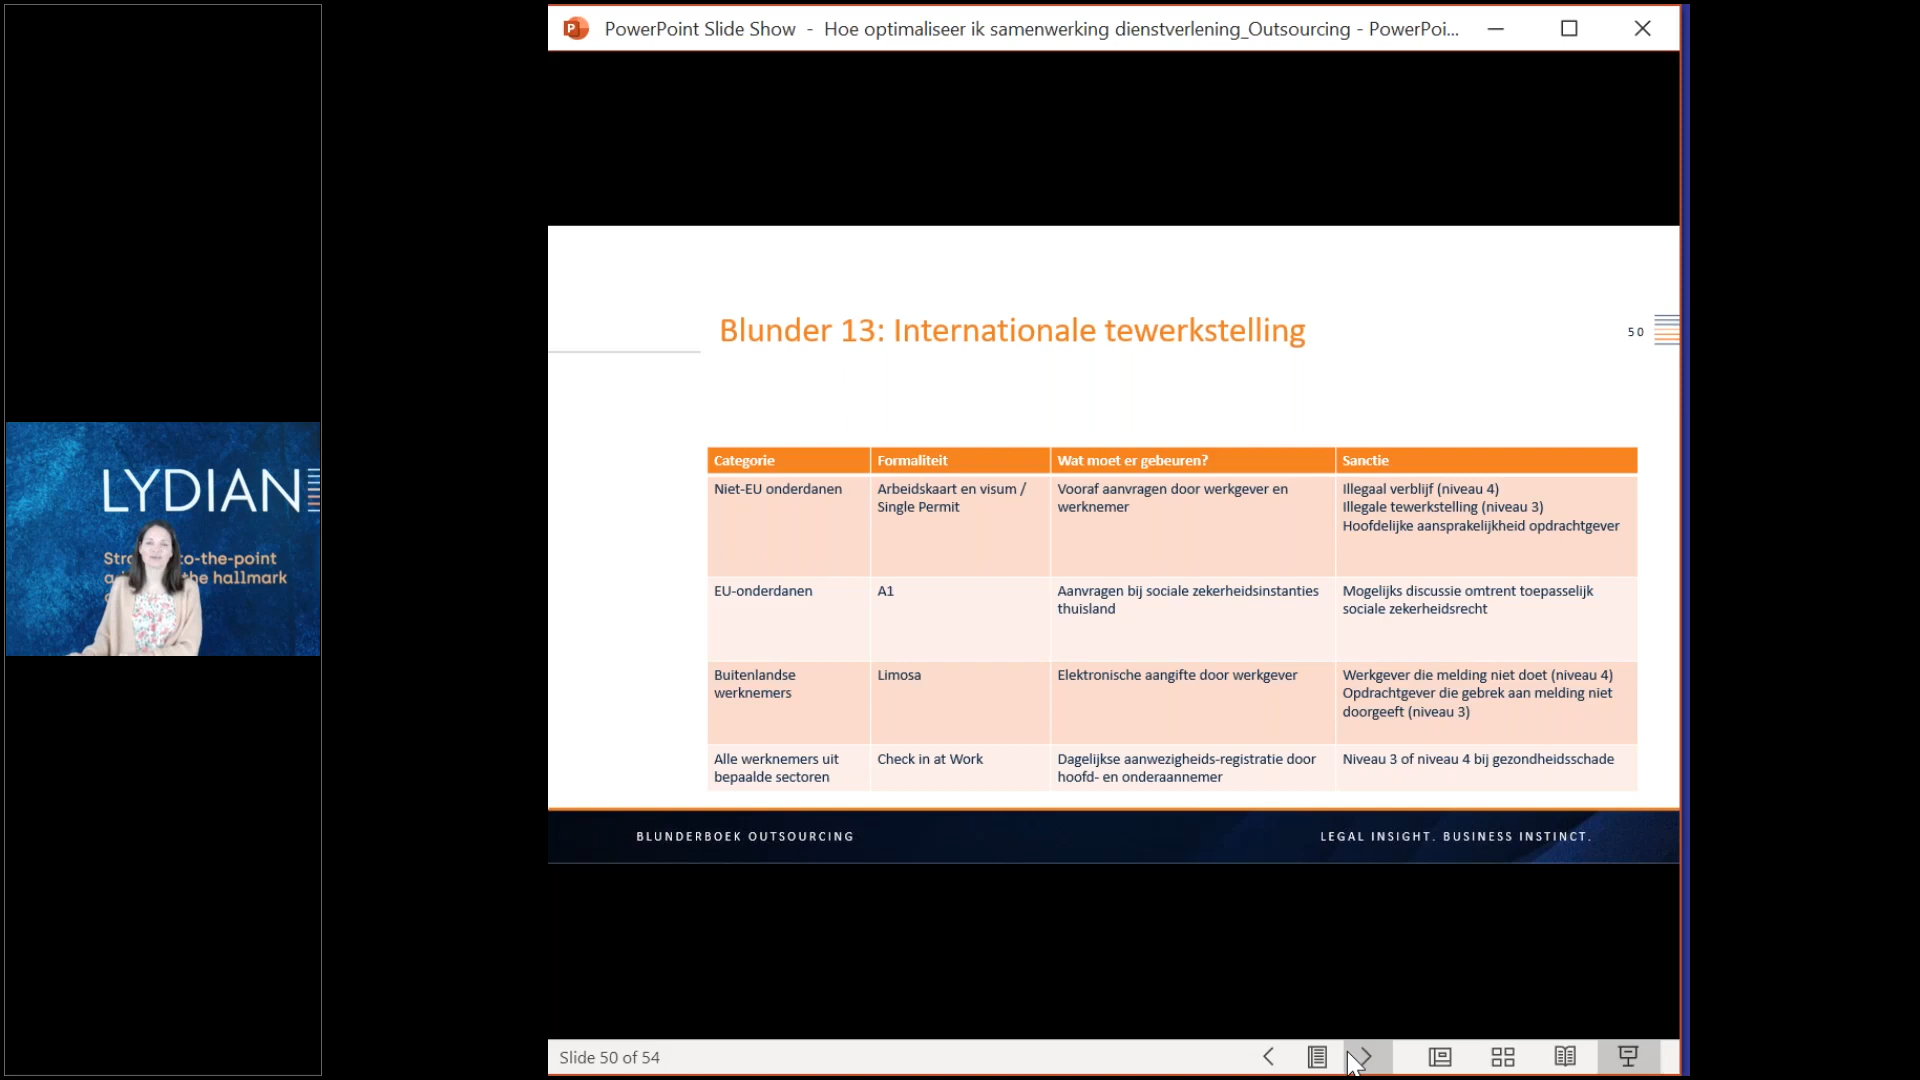 PowerPoint Slide Show - Hoe optimaliseer ik samenwerking dienstverlening_Outsourcing - PowerPoi...
LYDIAN
Str to-the-point
a the hallmark
Blunder 13: Internationale tewerkstelling
50
Categorie Formaliteit Wat moet er gebeuren? Sanctie
Niet-EU onderdanen
Arbeidskaart en visum /
Single Permit
Vooraf aanvragen door werkgever en
werknemer
Illegaal verblijf (niveau 4)
Illegale tewerkstelling (niveau 3)
Hoofdelijke aansprakelijkheid opdrachtgever
EU-onderdanen
A1
Aanvragen bij sociale zekerheidsinstanties
thuisland
Mogelijks discussie omtrent toepasselijk
sociale zekerheidsrecht
Buitenlandse
werknemers
Limosa
Elektronische aangifte door werkgever
Werkgever die melding niet doet (niveau 4)
Opdrachtgever die gebrek aan melding niet
doorgeeft (niveau 3)
Alle werknemers uit
bepaalde sectoren
Check in at Work
Dagelijkse aanwezigheids-registratie door
hoofd- en onderaannemer
Niveau 3 of niveau 4 bij gezondheidsschade
BLUNDERBOEK OUTSOURCING
LEGAL INSIGHT. BUSINESS INSTINCT.
Slide 50 of 54